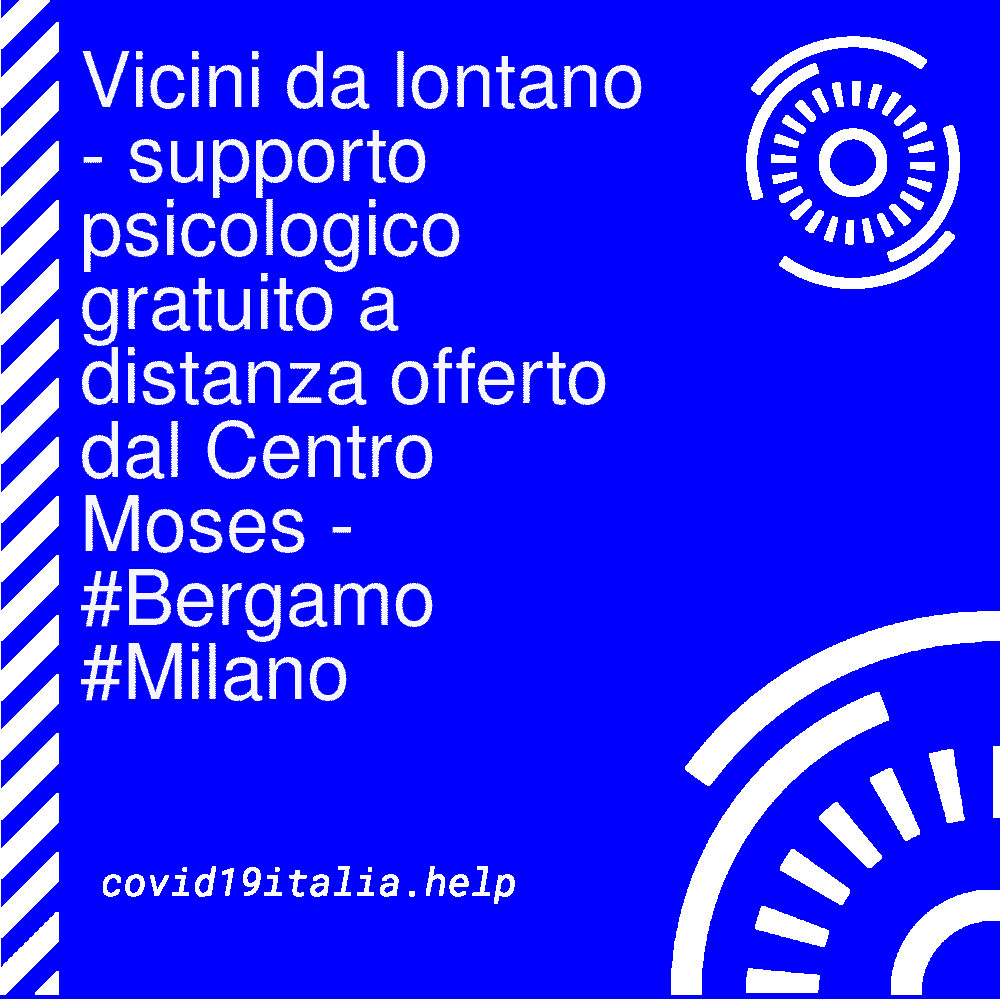 Vicini da lontano
- supporto
psicologico
gratuito a
distanza offerto
dal Centro
Moses -
#Bergamo
#Milano
covid19italia.help